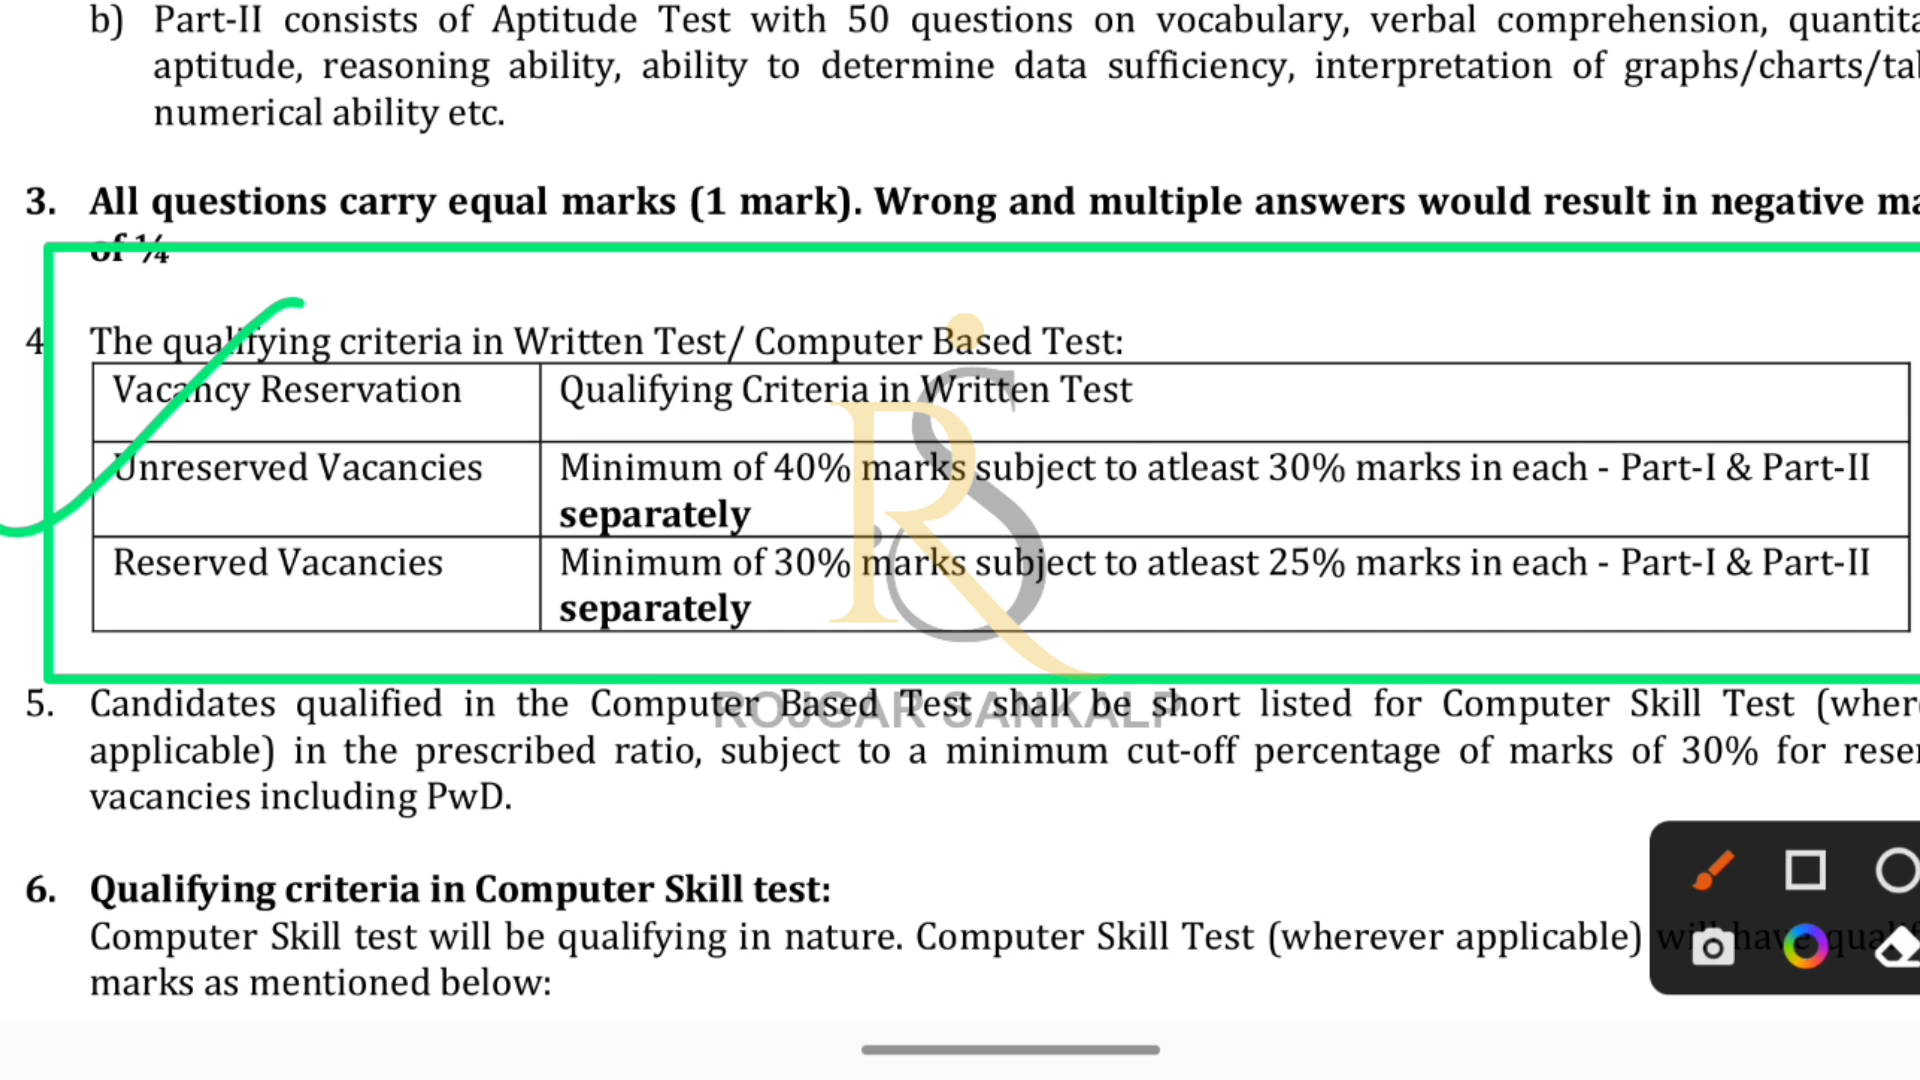 b) Part-II consists of Aptitude Test with 50 questions on vocabulary, verbal comprehension,
aptitude, reasoning ability, ability to determine data sufficiency, interpretation of graphs/charts/
numerical ability etc.
3. All questions carry equal marks (1 mark). Wrong and multiple answers would result in negative
of ¼
4 The qualifying criteria in Written Test/ Computer Based Test:
Vacancy Reservation Qualifying Criteria in Written Test
Unreserved Vacancies Minimum of 40% marks subject to atleast 30% marks in each - Part-I & Part-II
separately
Reserved Vacancies Minimum of 30% marks subject to atleast 25% marks in each - Part-I & Part-II
separately
RS
ROJGAR SANKALP
5. Candidates qualified in the Computer Based Test shall be short listed for Computer Skill Test
applicable) in the prescribed ratio, subject to a minimum cut-off percentage of marks of 30% for
vacancies including PwD.
6. Qualifying criteria in Computer Skill test:
Computer Skill test will be qualifying in nature. Computer Skill Test (wherever applicable) will have
marks as mentioned below: